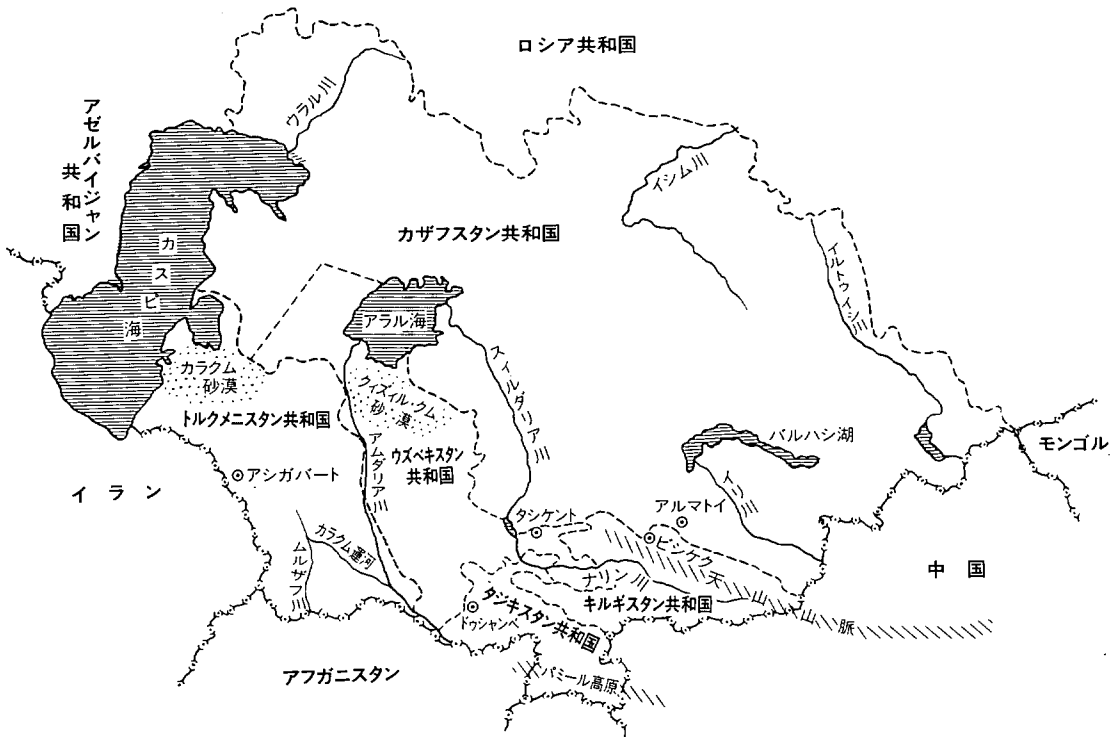 ロシア共和国
ウラル川
アゼルバイジャン
共和国
イシム川
カザフスタン共和国
カスピ海
イルトゥイシ川
アラル海
スィルダリア川
カラクム
砂漠
クィズィル・クム
砂漠
トルクメニスタン共和国
アムダリア川
ウズベキスタン
共和国
バルハシ湖
モンゴル
アシガバート
イラン
イリ川
アルマトイ
タシケント
ビシケク
カラクム運河
ムルザフ川
中国
ナリン川
天山山脈
キルギスタン共和国
タジキスタン共和国
ドゥシャンベ
アフガニスタン
パミール高原